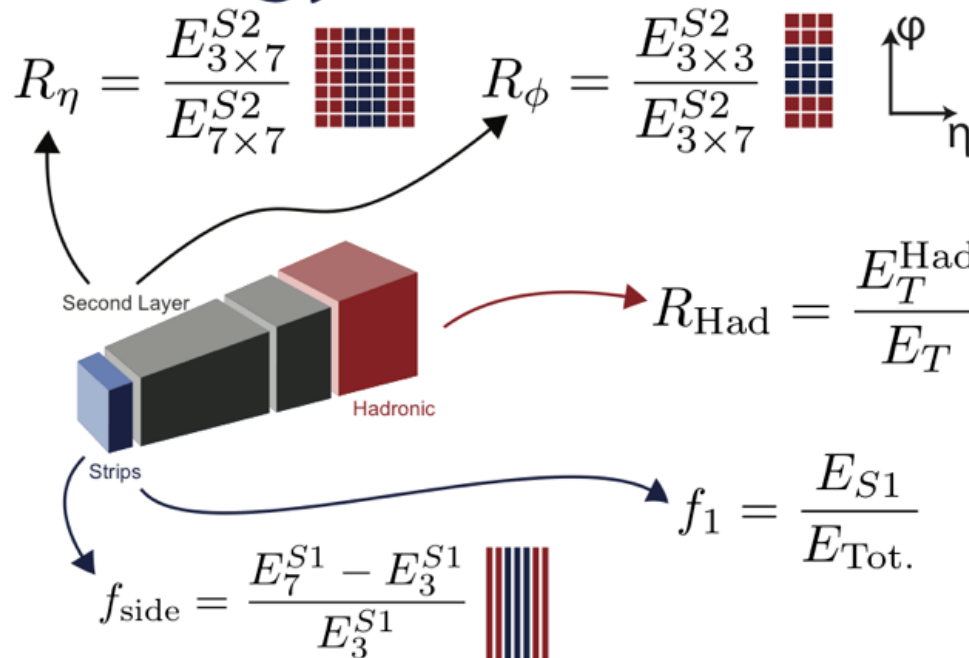 R_η = E^{S2}_{3×7} / E^{S2}_{7×7}
R_ϕ = E^{S2}_{3×3} / E^{S2}_{3×7}
φ
η
Second Layer
R_Had = E_T^Had / E_T
Hadronic
Strips
f_1 = E_{S1} / E_{Tot.}
f_side = (E^{S1}_7 − E^{S1}_3) / E^{S1}_3